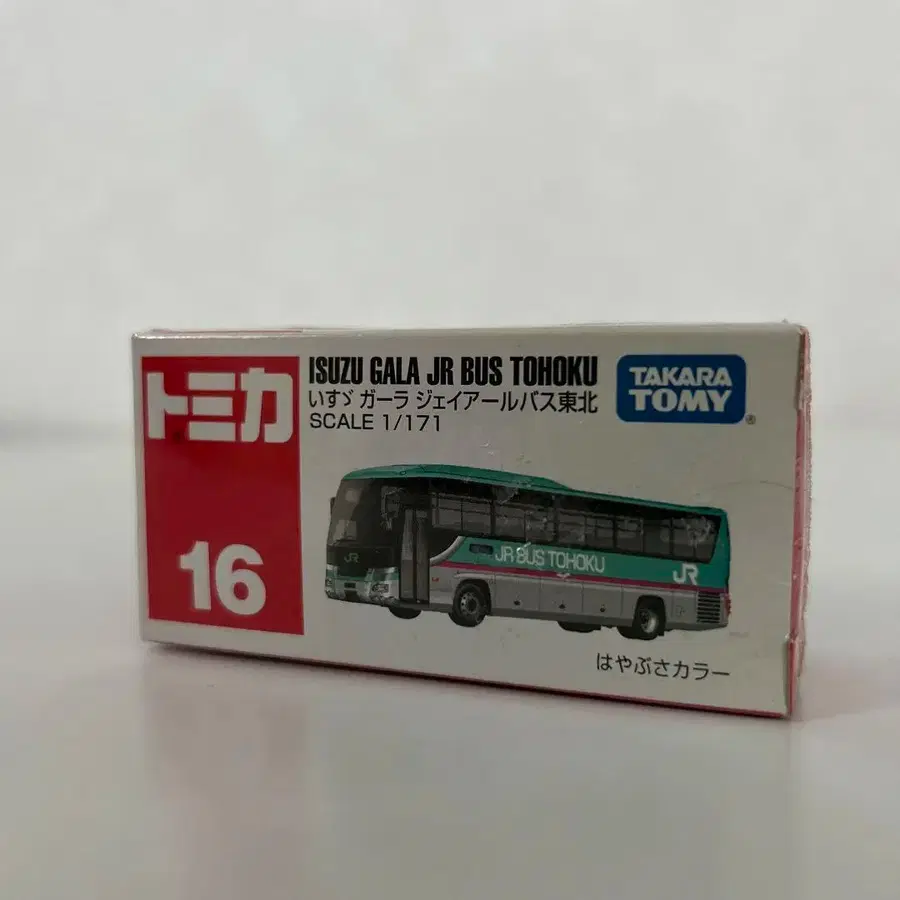 トミカ
16
ISUZU GALA JR BUS TOHOKU
いすゞ ガーラ ジェイアールバス東北
SCALE 1/171
TAKARA
TOMY®
JR
JR BUS TOHOKU
JR
はやぶさカラー